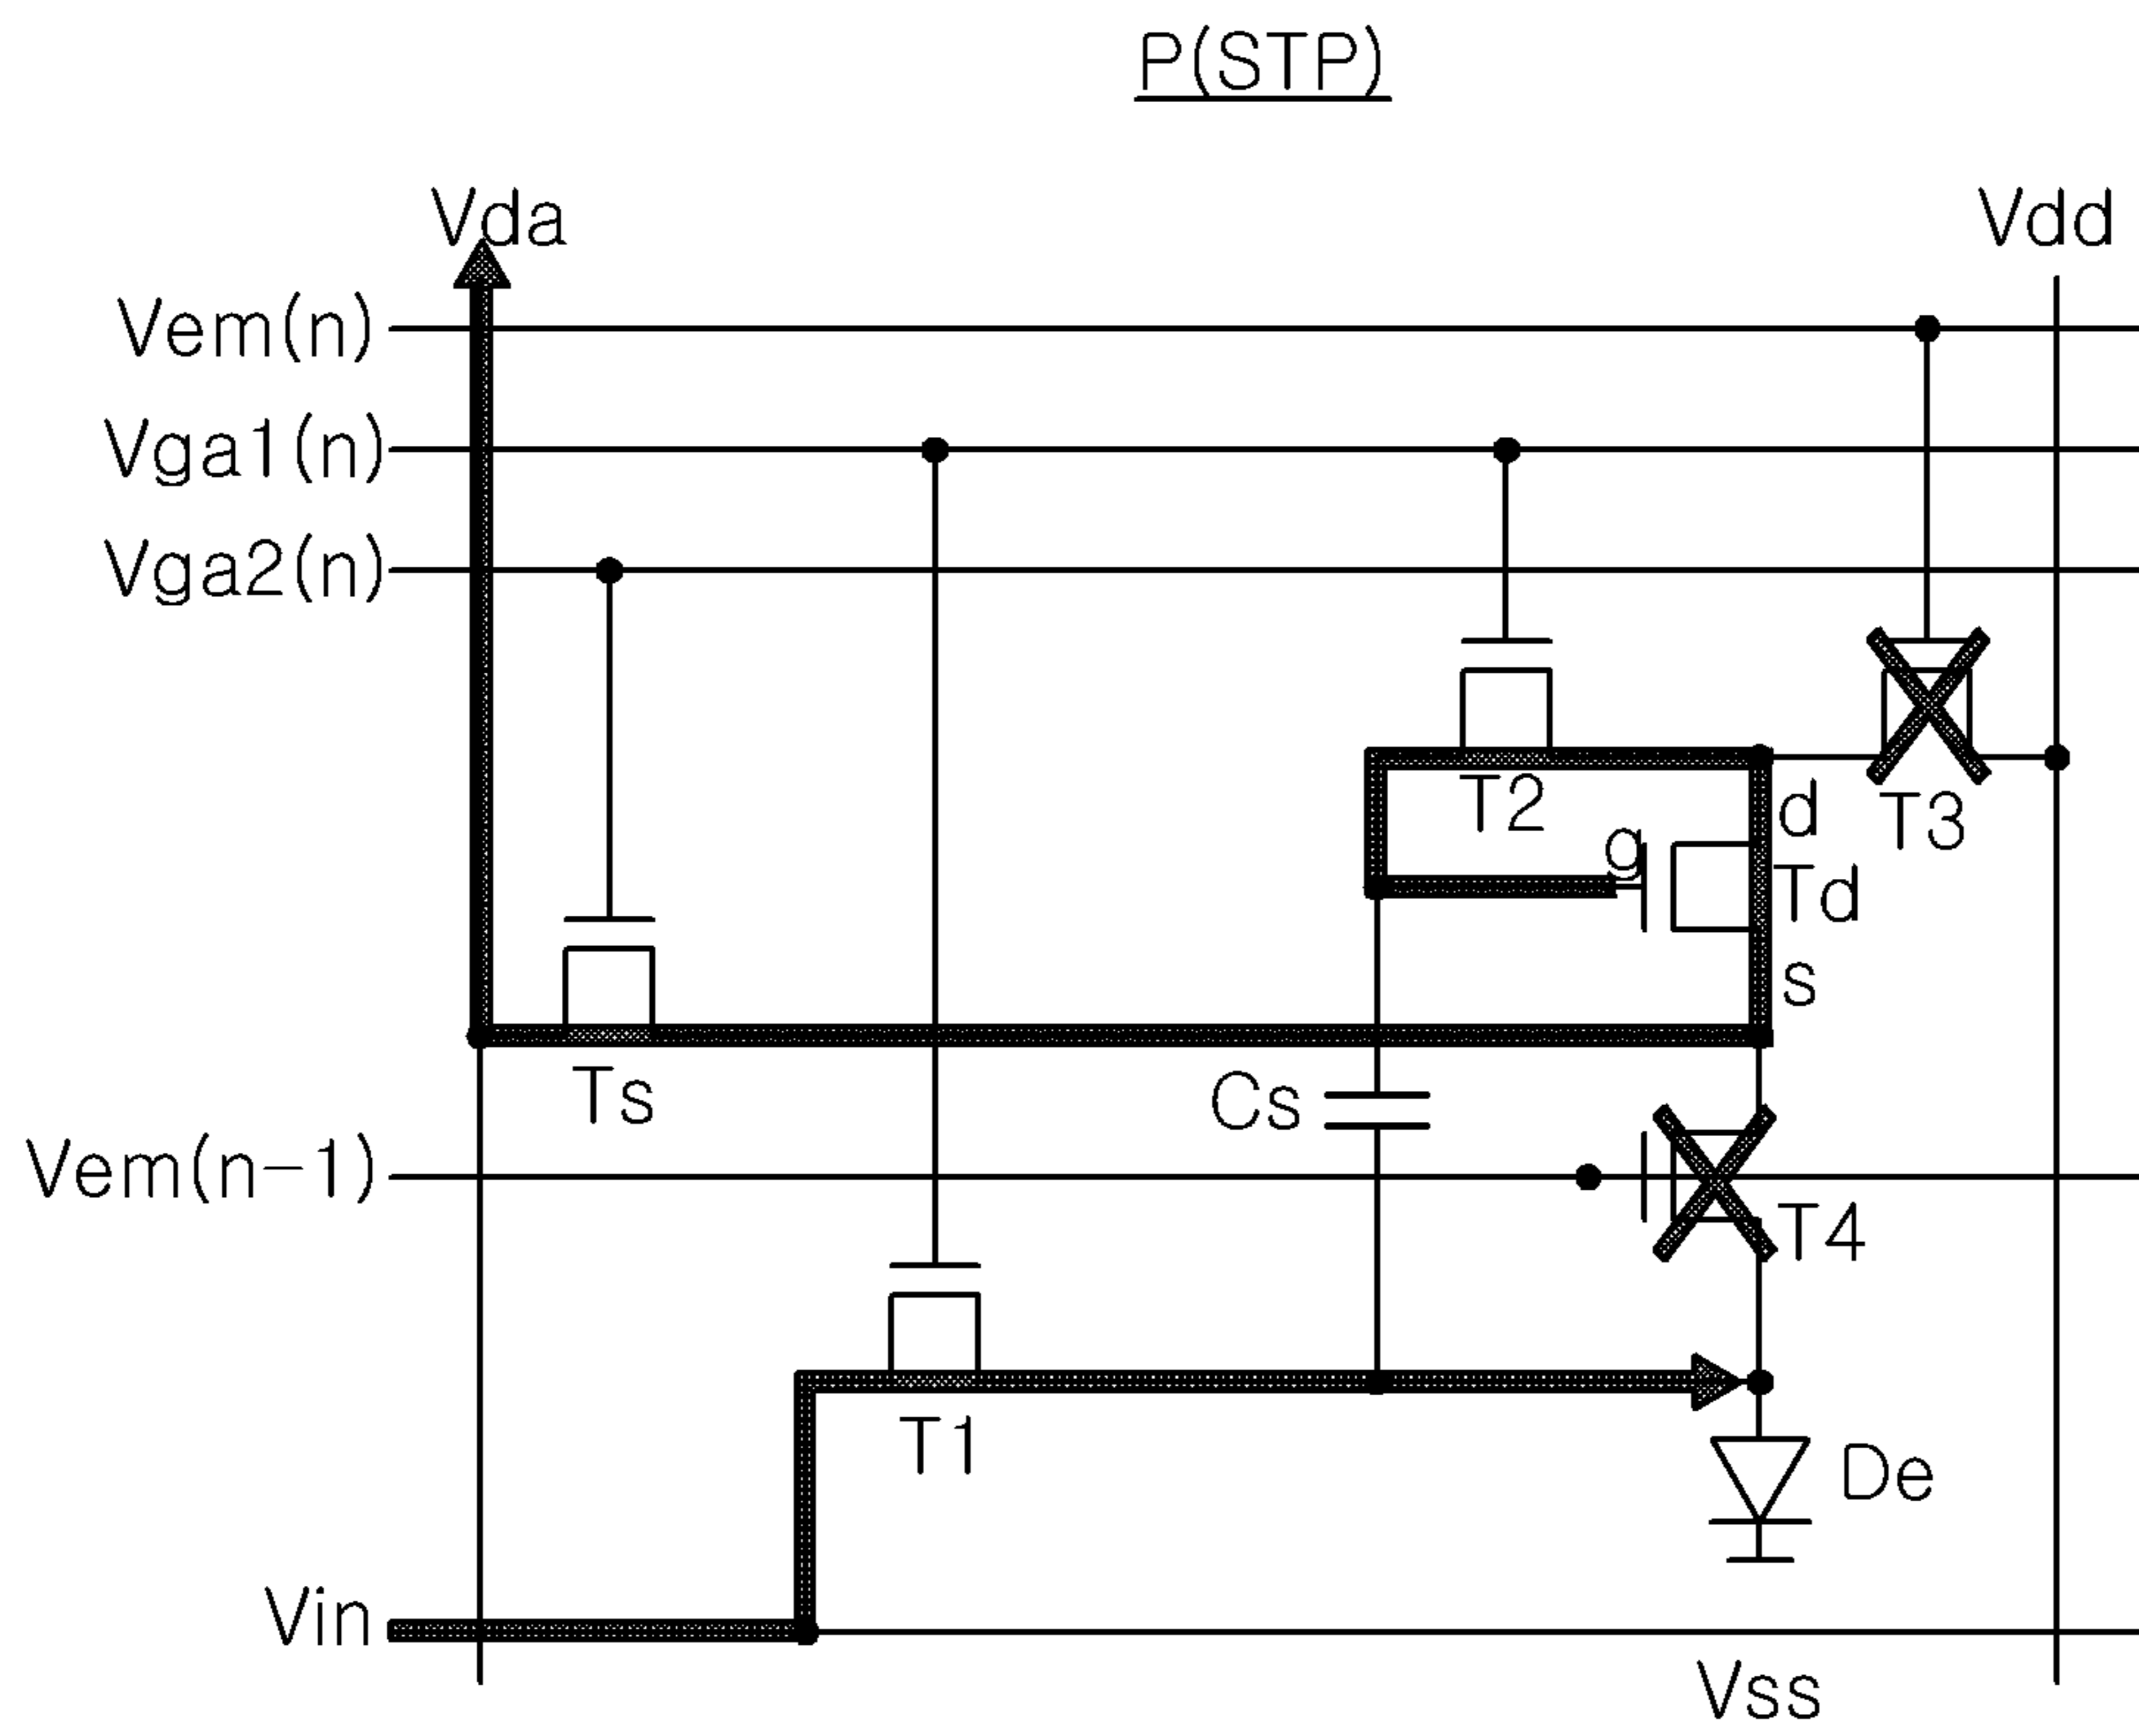 P(STP)
Vda
Vdd
Vem(n)
Vga1(n)
Vga2(n)
T2
d
T3
g
Td
s
Ts
Cs
Vem(n-1)
T4
T1
De
Vin
Vss